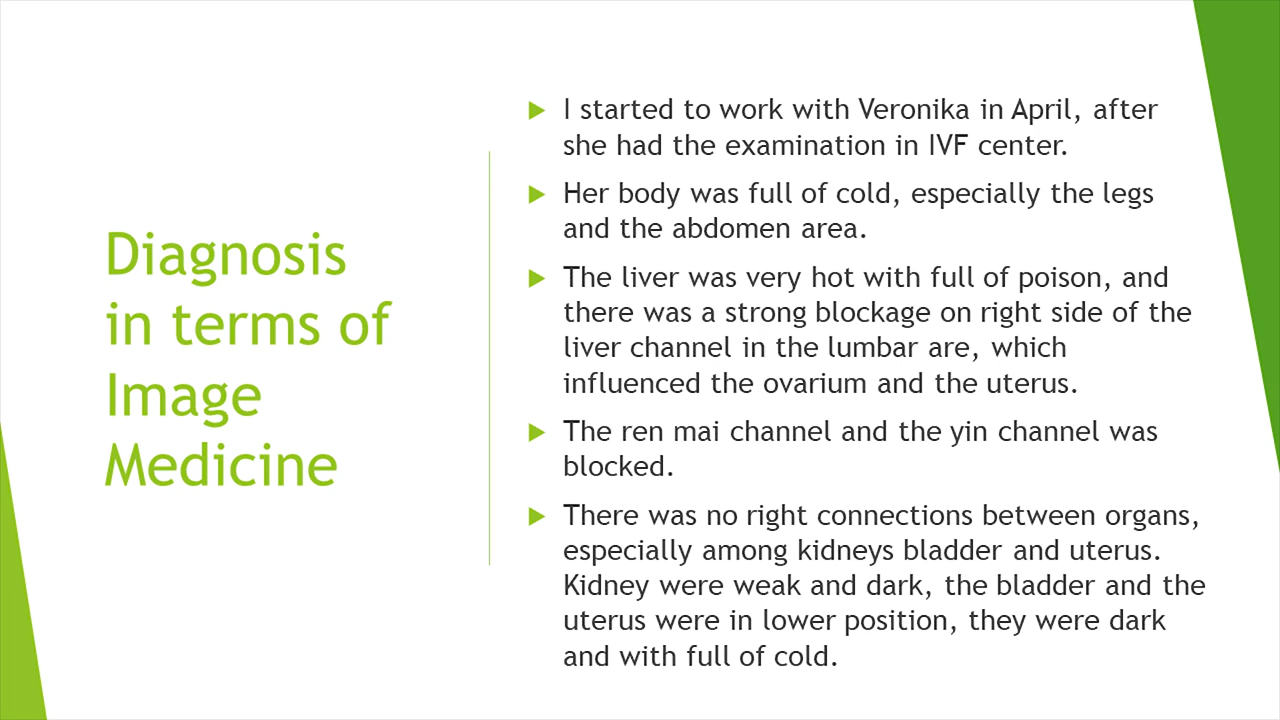 Diagnosis
in terms of
Image
Medicine
I started to work with Veronika in April, after
she had the examination in IVF center.
Her body was full of cold, especially the legs
and the abdomen area.
The liver was very hot with full of poison, and
there was a strong blockage on right side of the
liver channel in the lumbar are, which
influenced the ovarium and the uterus.
The ren mai channel and the yin channel was
blocked.
There was no right connections between organs,
especially among kidneys bladder and uterus.
Kidney were weak and dark, the bladder and the
uterus were in lower position, they were dark
and with full of cold.